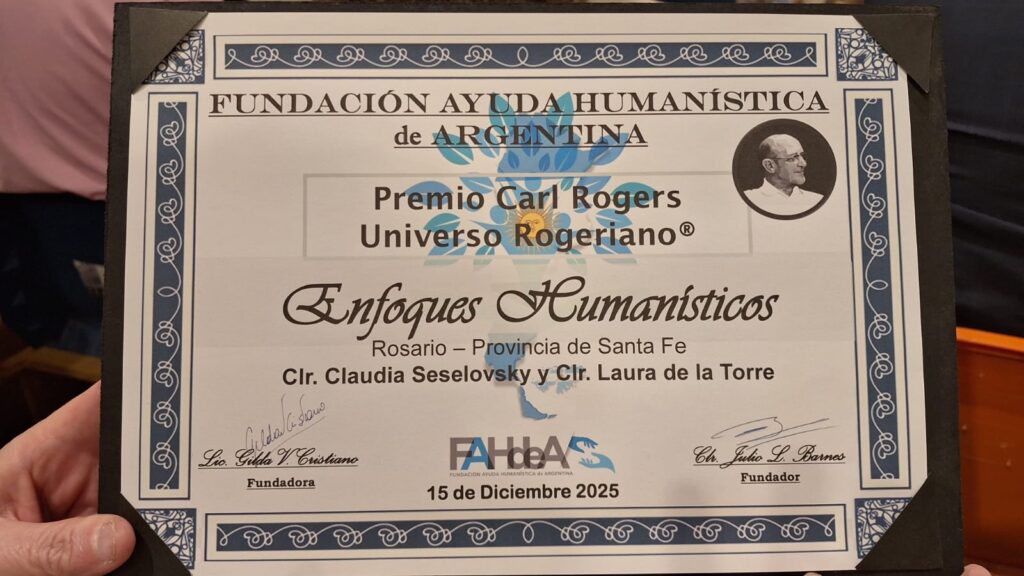 FUNDACIÓN AYUDA HUMANÍSTICA
de ARGENTINA
Premio Carl Rogers
Universo Rogeriano®
Enfoques Humanísticos
Rosario – Provincia de Santa Fe
Clr. Claudia Seselovsky y Clr. Laura de la Torre
Gilda V. Cristiano
Lic. Gilda V. Cristiano
Fundadora
FAHdeA
FUNDACIÓN AYUDA HUMANÍSTICA de ARGENTINA
15 de Diciembre 2025
Clr. Julio L. Barnes
Fundador